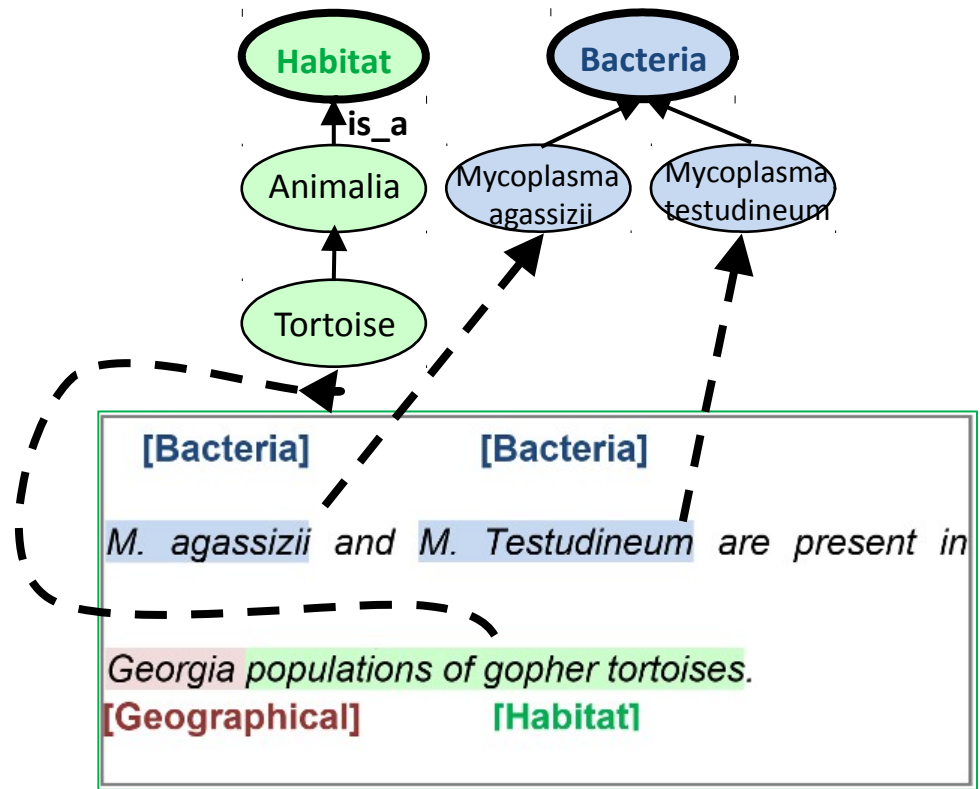 Habitat
Bacteria
is_a
Animalia
Mycoplasma
agassizii
Mycoplasma
testudineum
Tortoise
[Bacteria] [Bacteria]
M. agassizii and M. Testudineum are present in
Georgia populations of gopher tortoises.
[Geographical] [Habitat]